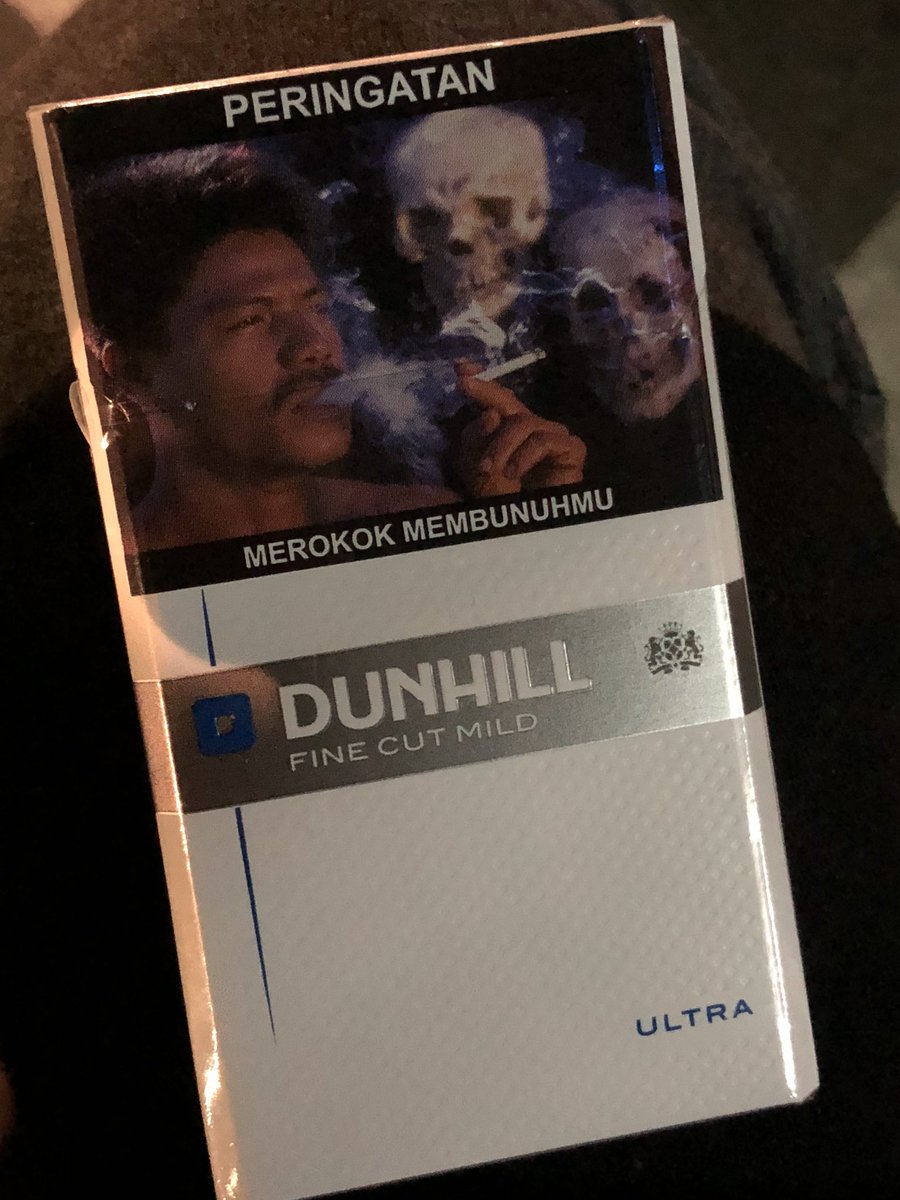 PERINGATAN
MEROKOK MEMBUNUHMU
DUNHILL
FINE CUT MILD
ULTRA